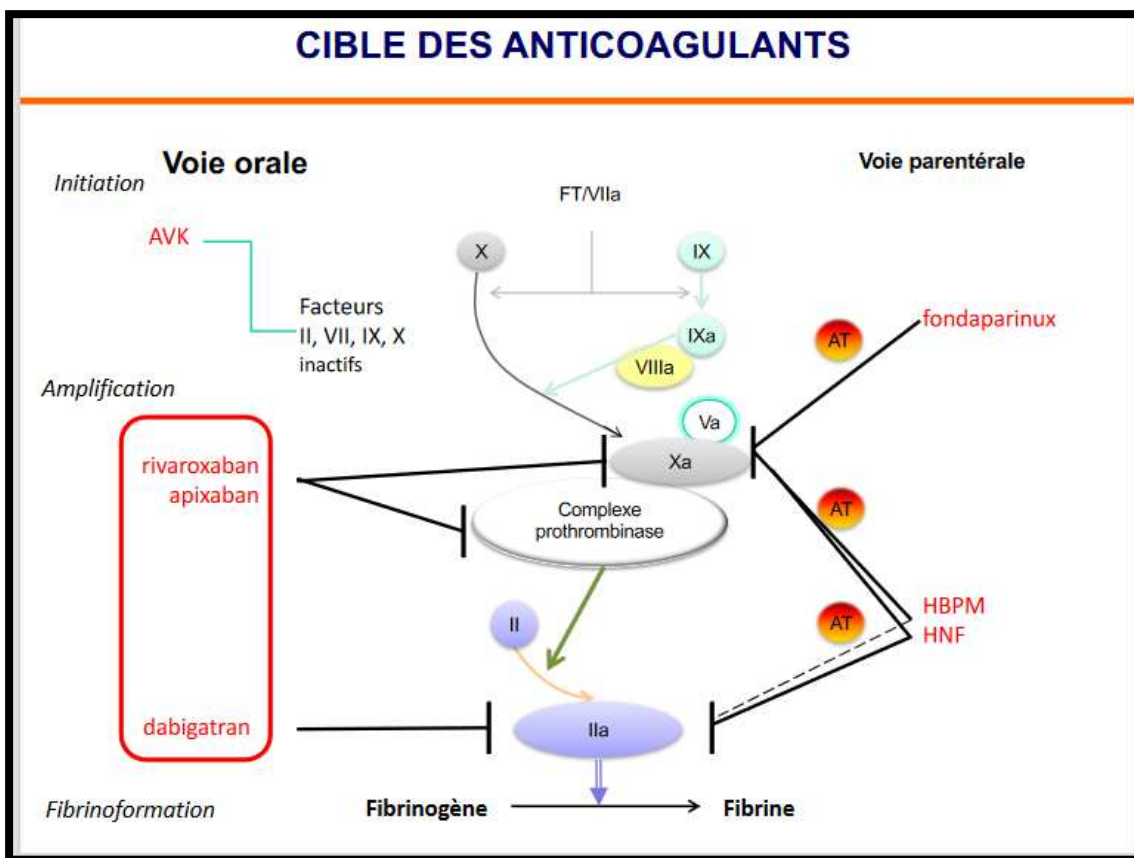 CIBLE DES ANTICOAGULANTS
Voie orale
Voie parentérale
Initiation
FT/VIIa
AVK
X
IX
Facteurs
II, VII, IX, X
inactifs
IXa
VIIIa
AT
fondaparinux
Amplification
Va
rivaroxaban
apixaban
Xa
Complexe
prothrombinase
AT
II
AT
HBPM
HNF
dabigatran
IIa
Fibrinoformation
Fibrinogène
Fibrine